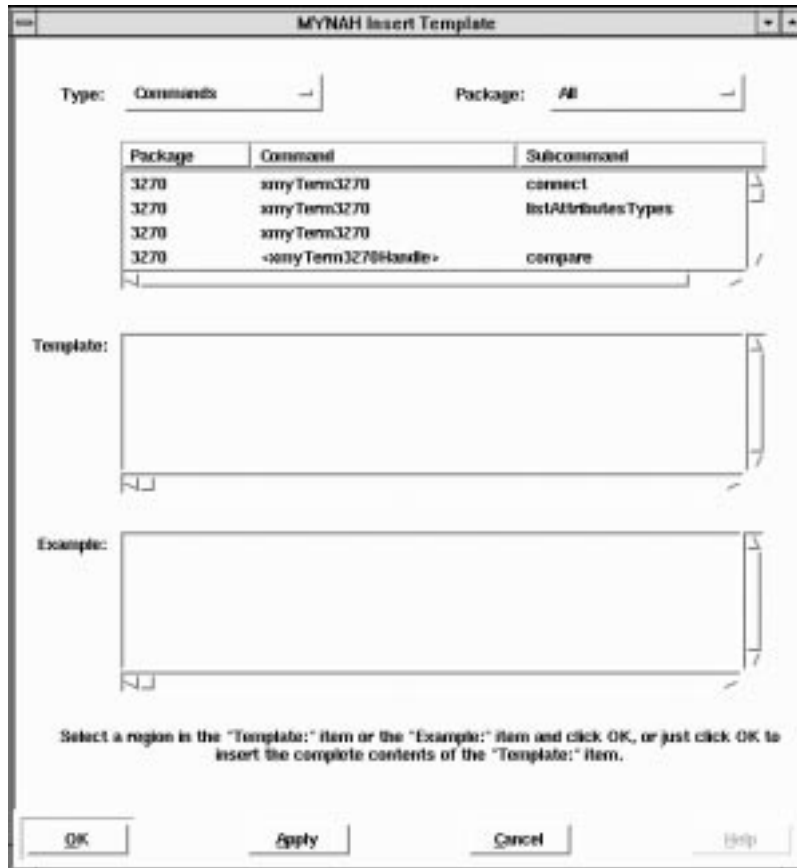 MYNAH Insert Template
Type: Commands Package: All
Package Command Subcommand
3270 xmyTerm3270 connect
3270 xmyTerm3270 listAttributesTypes
3270 xmyTerm3270
3270 <xmyTerm3270Handle> compare
Template:
Example:
Select a region in the "Template:" item or the "Example:" item and click OK, or just click OK to
insert the complete contents of the "Template:" item.
OK Apply Cancel Help